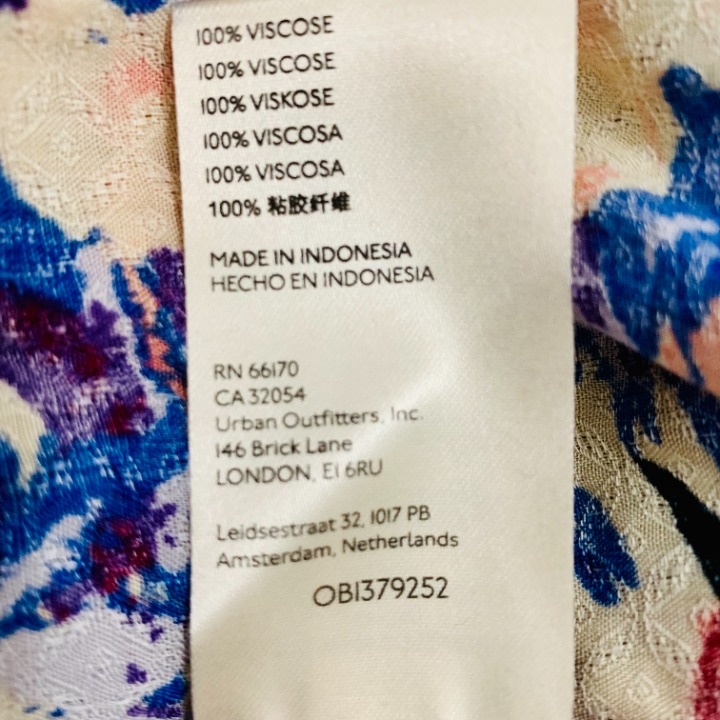 100% VISCOSE
100% VISCOSE
100% VISKOSE
100% VISCOSA
100% VISCOSA
100% 粘胶纤维
MADE IN INDONESIA
HECHO EN INDONESIA
RN 66170
CA 32054
Urban Outfitters, Inc.
146 Brick Lane
LONDON, E1 6RU
Leidsestraat 32, 1017 PB
Amsterdam, Netherlands
OB1379252